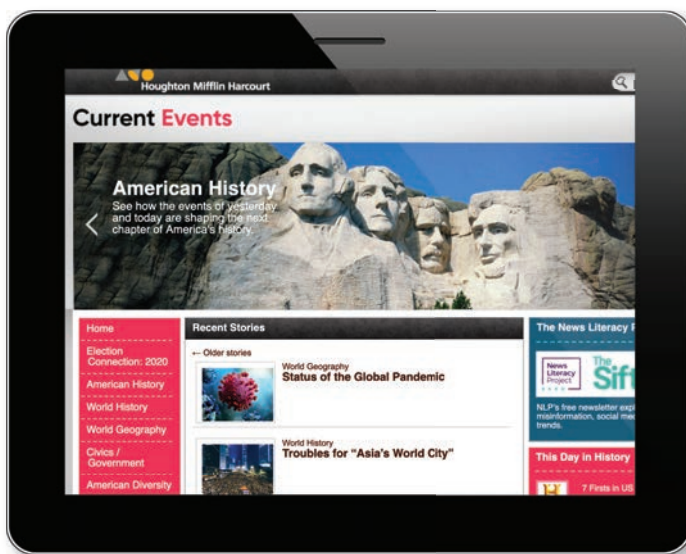 Houghton Mifflin Harcourt
Current Events
American History
See how the events of yesterday
and today are shaping the next
chapter of America's history.
Home
Election
Connection: 2020
American History
World History
World Geography
Civics /
Government
American Diversity
Recent Stories
← Older stories
World Geography
Status of the Global Pandemic
World History
Troubles for “Asia’s World City”
The News Literacy
News
Literacy
Project
The
Sift
NLP's free newsletter
misinformation, social
trends.
This Day in History
H
7 Firsts in US